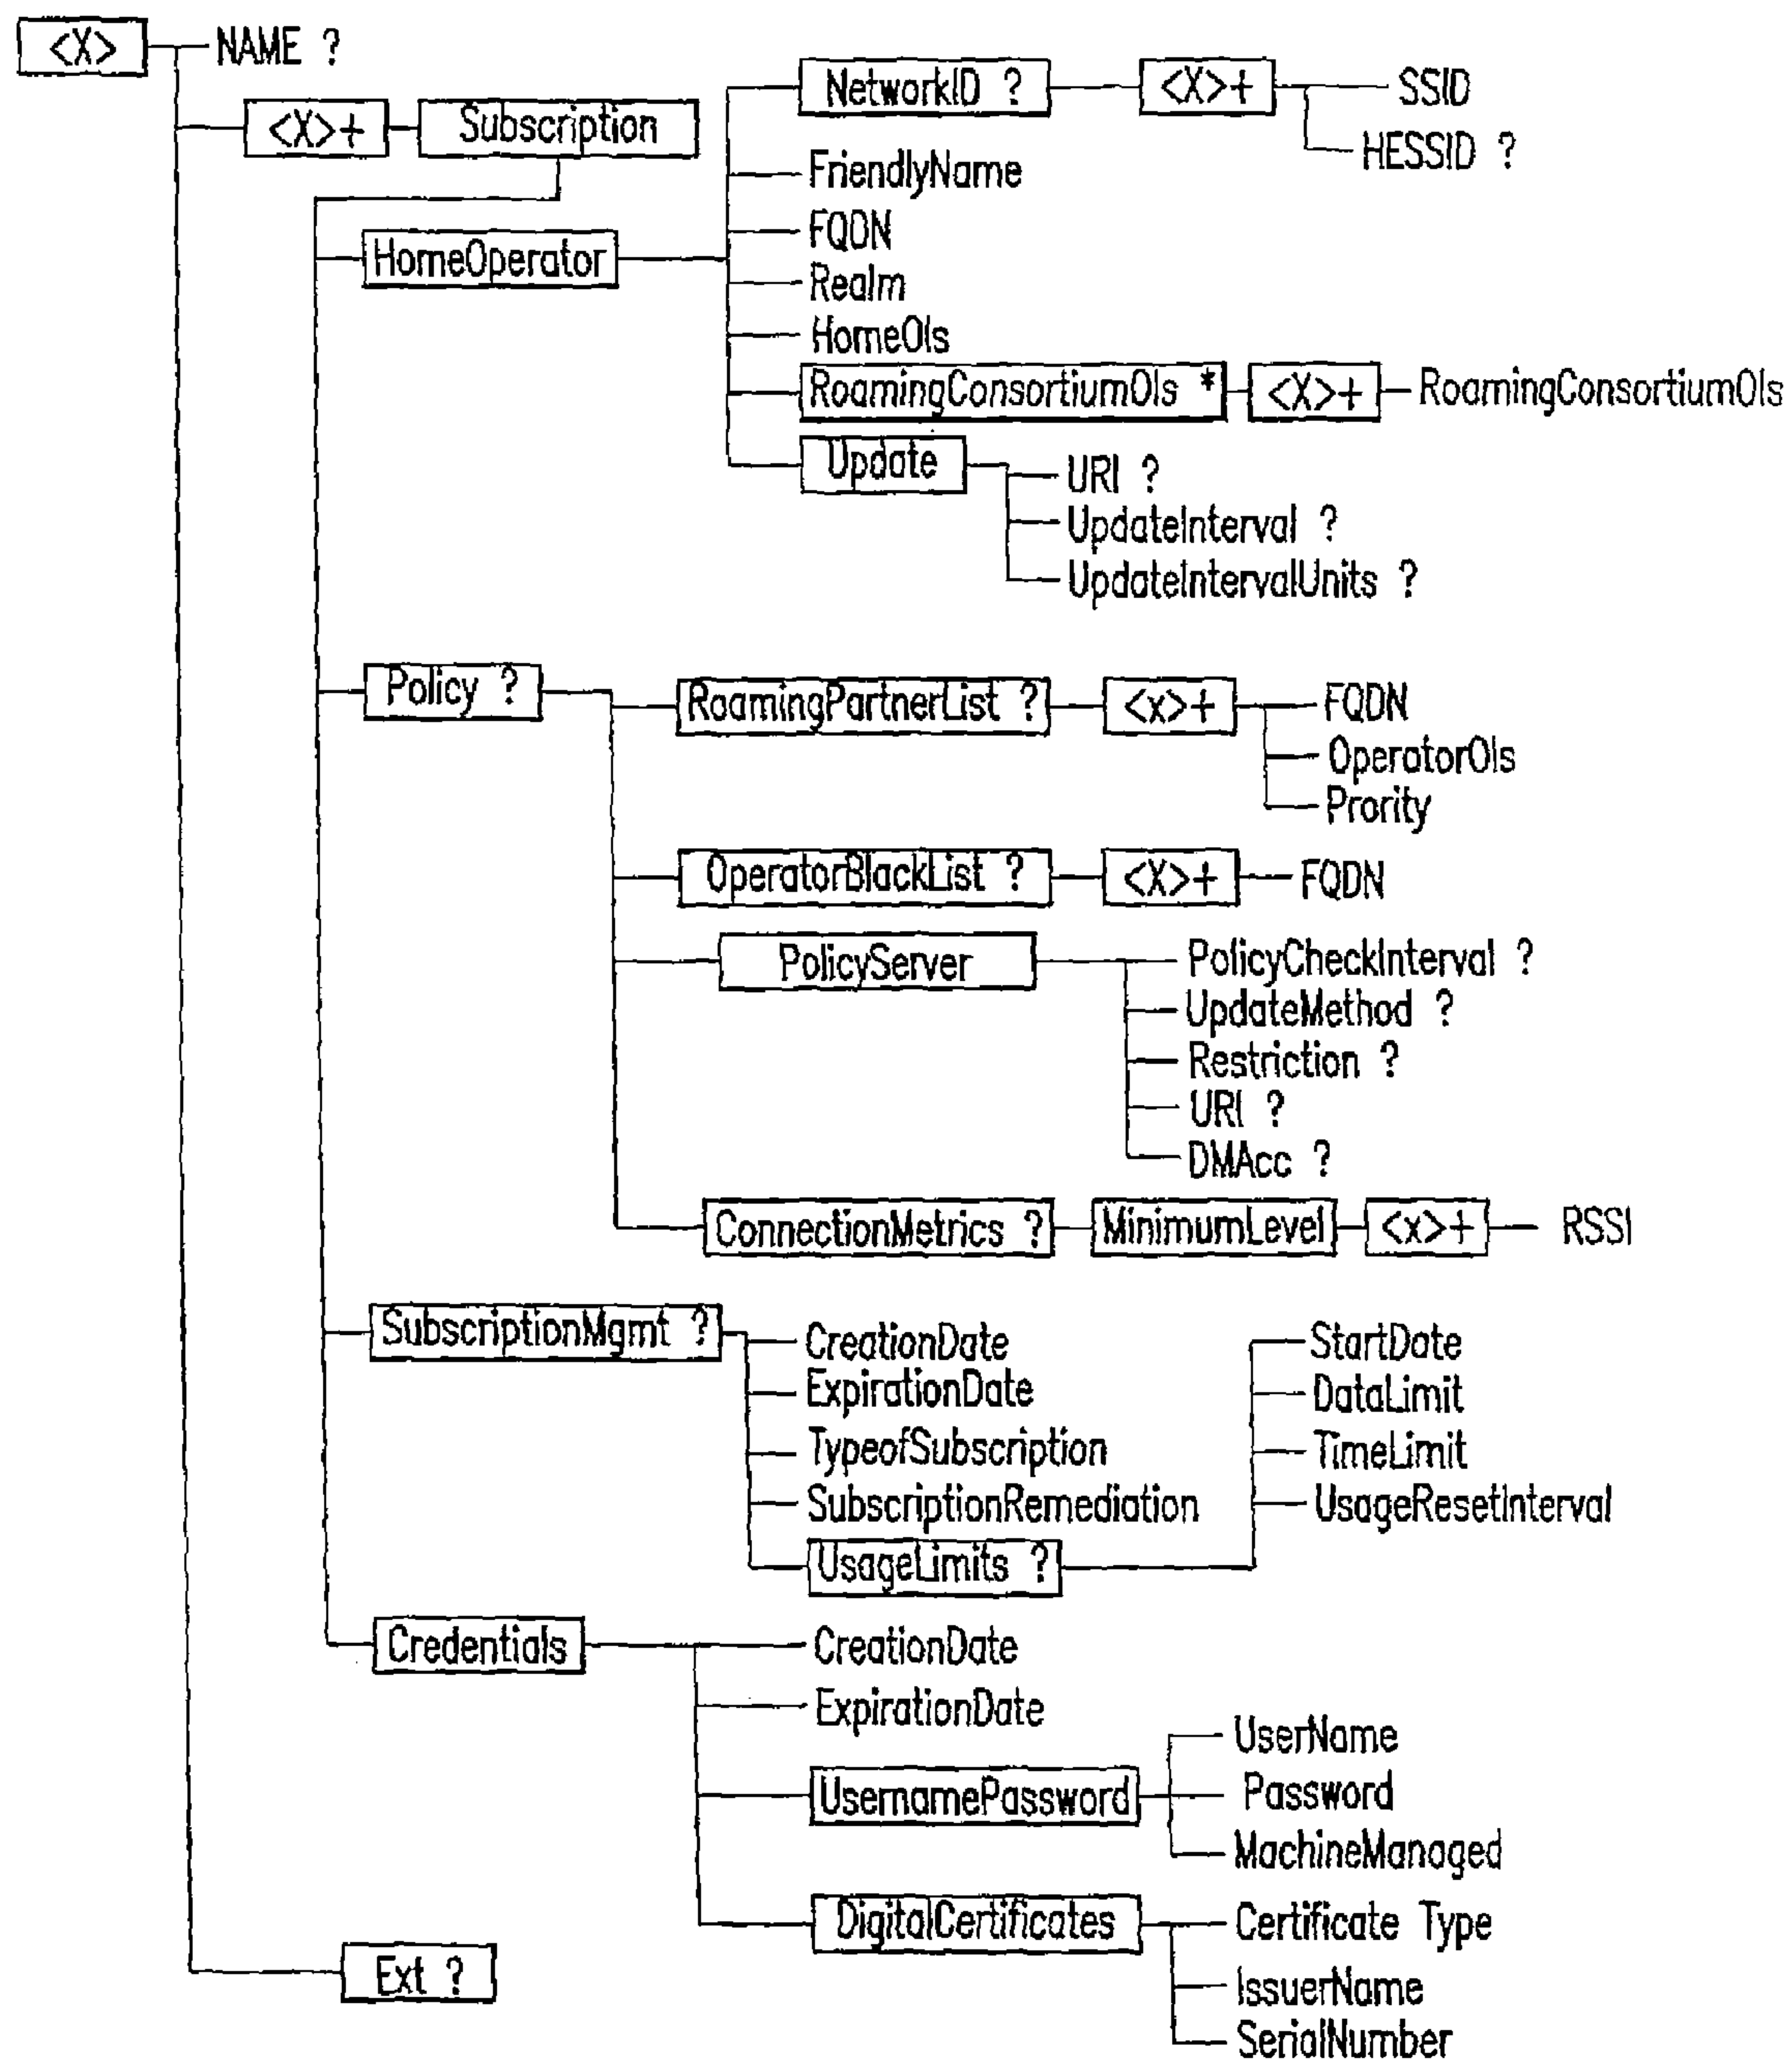 <X> NAME ?
<X>+ Subscription
NetworkID ? <X>+ SSID
HESSID ?
FriendlyName
FQDN
HomeOperator
Realm
HomeOIs
RoamingConsortiumOIs * <X>+ RoamingConsortiumOIs
Update
URI ?
UpdateInterval ?
UpdateIntervalUnits ?
Policy ? RoamingPartnerList ? <x>+ FQDN
OperatorOIs
Prority
OperatorBlackList ? <X>+ FQDN
PolicyServer PolicyCheckInterval ?
UpdateMethod ?
Restriction ?
URI ?
DMAcc ?
ConnectionMetrics ? MinimumLevel <x>+ RSSI
SubscriptionMgmt ? CreationDate StartDate
ExpirationDate DataLimit
TypeofSubscription TimeLimit
SubscriptionRemediation UsageResetInterval
UsageLimits ?
Credentials CreationDate
ExpirationDate
UserName
UsernamePassword Password
MachineManaged
DigitalCertificates Certificate Type
Ext ? IssuerName
SerialNumber